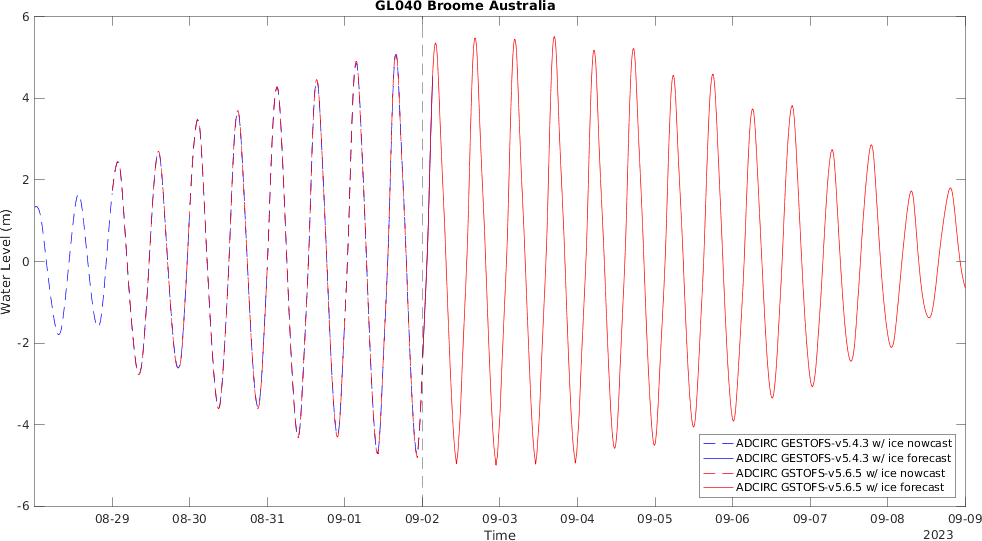 GL040 Broome Australia
6
4
2
0
-2
-4
-6
Water Level (m)
08-29 08-30 08-31 09-01 09-02 09-03 09-04 09-05 09-06 09-07 09-08 09-09
Time
2023
ADCIRC GESTOFS-v5.4.3 w/ ice nowcast
ADCIRC GESTOFS-v5.4.3 w/ ice forecast
ADCIRC GSTOFS-v5.6.5 w/ ice nowcast
ADCIRC GSTOFS-v5.6.5 w/ ice forecast